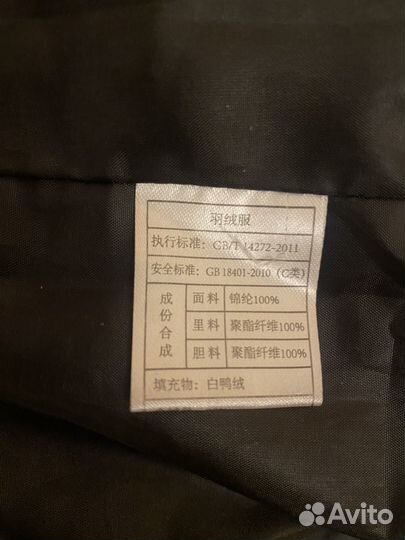 羽绒服
执行标准：GB/T 14272-2011
安全标准：GB 18401-2010（C类）
成份合成
面料 锦纶100%
里料 聚酯纤维100%
胆料 聚酯纤维100%
填充物：白鸭绒
Avito